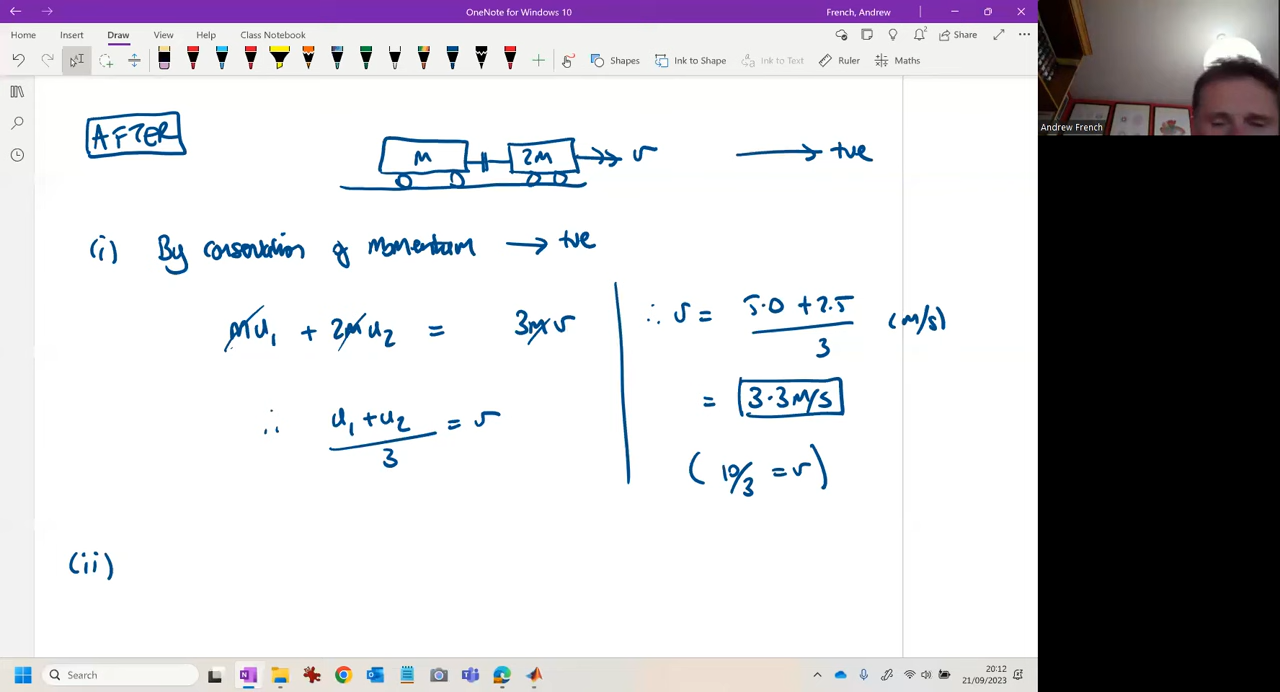 OneNote for Windows 10
French, Andrew
Home Insert Draw View Help Class Notebook
Share
Shapes Ink to Shape Ink to Text Ruler Maths
AFTER
M 2M v → +ve
(i) By conservation of momentum → +ve
mu₁ + 2mu₂ = 3mv
∴ (u₁+u₂)/3 = v
∴ v = (5.0 + 2.5)/3 (m/s)
= 3.3m/s
(10/3 = v)
(ii)
Andrew French
Search
20:12
21/09/2023